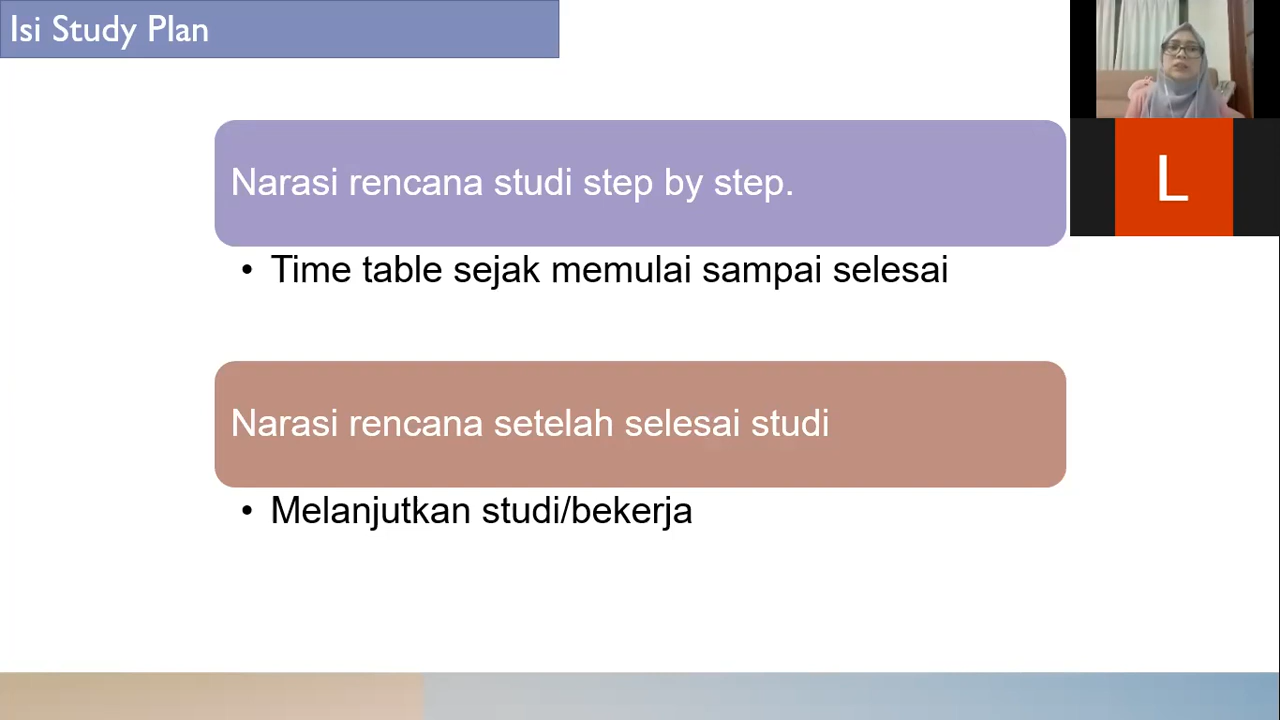 Isi Study Plan
Narasi rencana studi step by step.
• Time table sejak memulai sampai selesai
Narasi rencana setelah selesai studi
• Melanjutkan studi/bekerja
L